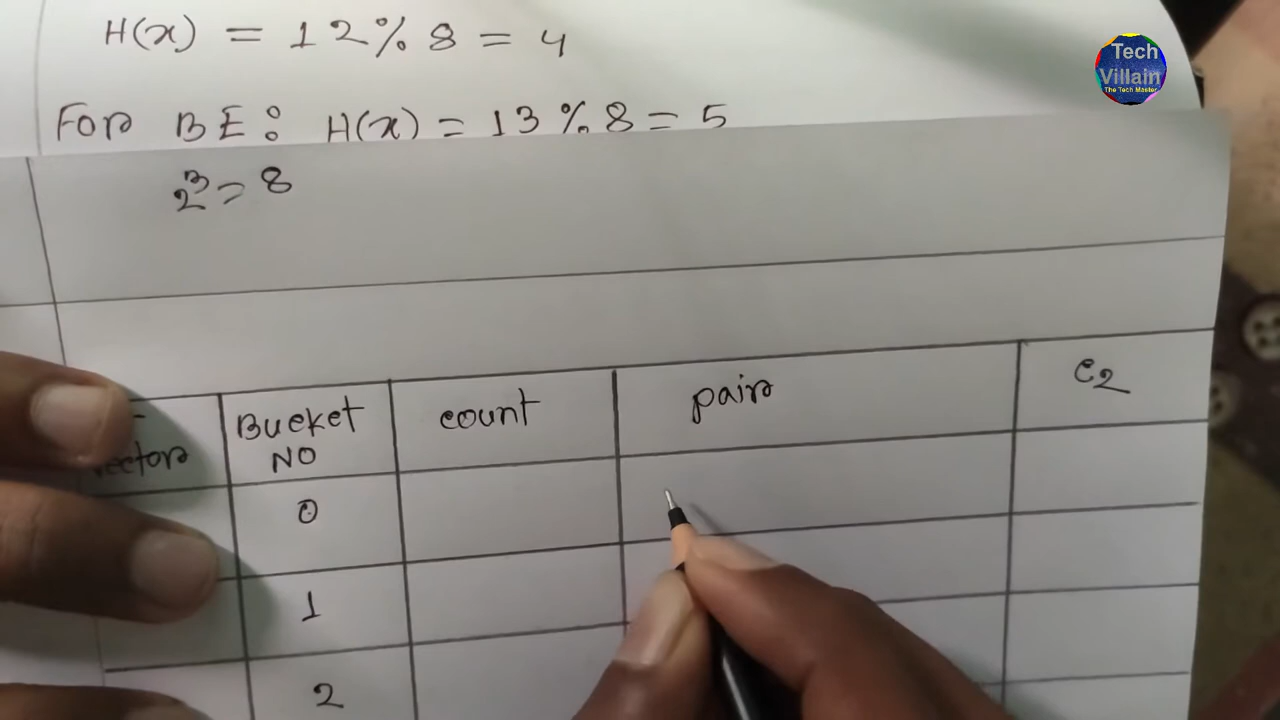 H(x) = 12 % 8 = 4
Tech
Villain
The Tech Master
For BE: H(x) = 13 % 8 = 5
2³ = 8
Bucket NO count pair C2
0
1
2